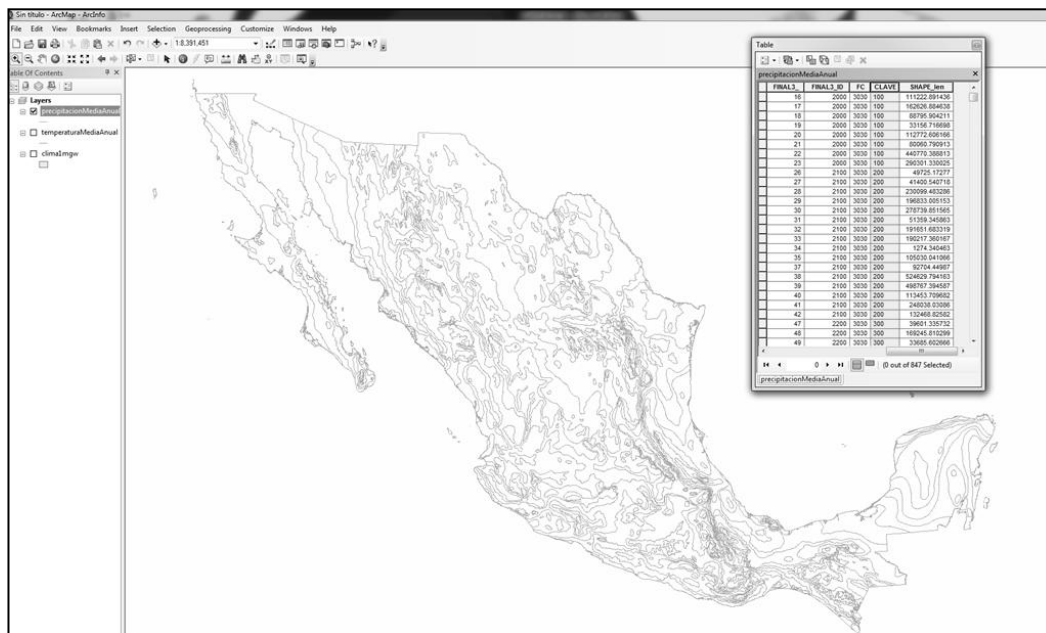 Sin título - ArcMap - ArcInfo
File Edit View Bookmarks Insert Selection Geoprocessing Customize Windows Help
1:8,391,451
able Of Contents
Layers
precipitacionMediaAnual
temperaturaMediaAnual
clima1mgw
Table
precipitacionMediaAnual
FINAL3_ FINAL3_ID FC CLAVE SHAPE_len
16 2000 3030 100 111222.891436
17 2000 3030 100 162626.884638
18 2000 3030 100 68795.904211
19 2000 3030 100 33156.716698
20 2000 3030 100 112772.606166
21 2000 3030 100 80060.790913
22 2000 3030 100 440770.386813
23 2000 3030 100 290301.330025
26 2100 3030 200 49725.17277
27 2100 3030 200 41400.540718
28 2100 3030 200 230099.483286
29 2100 3030 200 196833.005153
30 2100 3030 200 278739.851565
31 2100 3030 200 51359.345863
32 2100 3030 200 191651.683319
33 2100 3030 200 190217.360167
34 2100 3030 200 1274.340463
35 2100 3030 200 105030.041066
37 2100 3030 200 92704.44987
38 2100 3030 200 524629.794163
39 2100 3030 200 498767.394587
40 2100 3030 200 113453.709682
41 2100 3030 200 248038.03086
42 2100 3030 200 132468.82582
47 2200 3030 300 39601.335732
48 2200 3030 300 169245.810299
49 2200 3030 300 33685.602666
0 (0 out of 847 Selected)
precipitacionMediaAnual